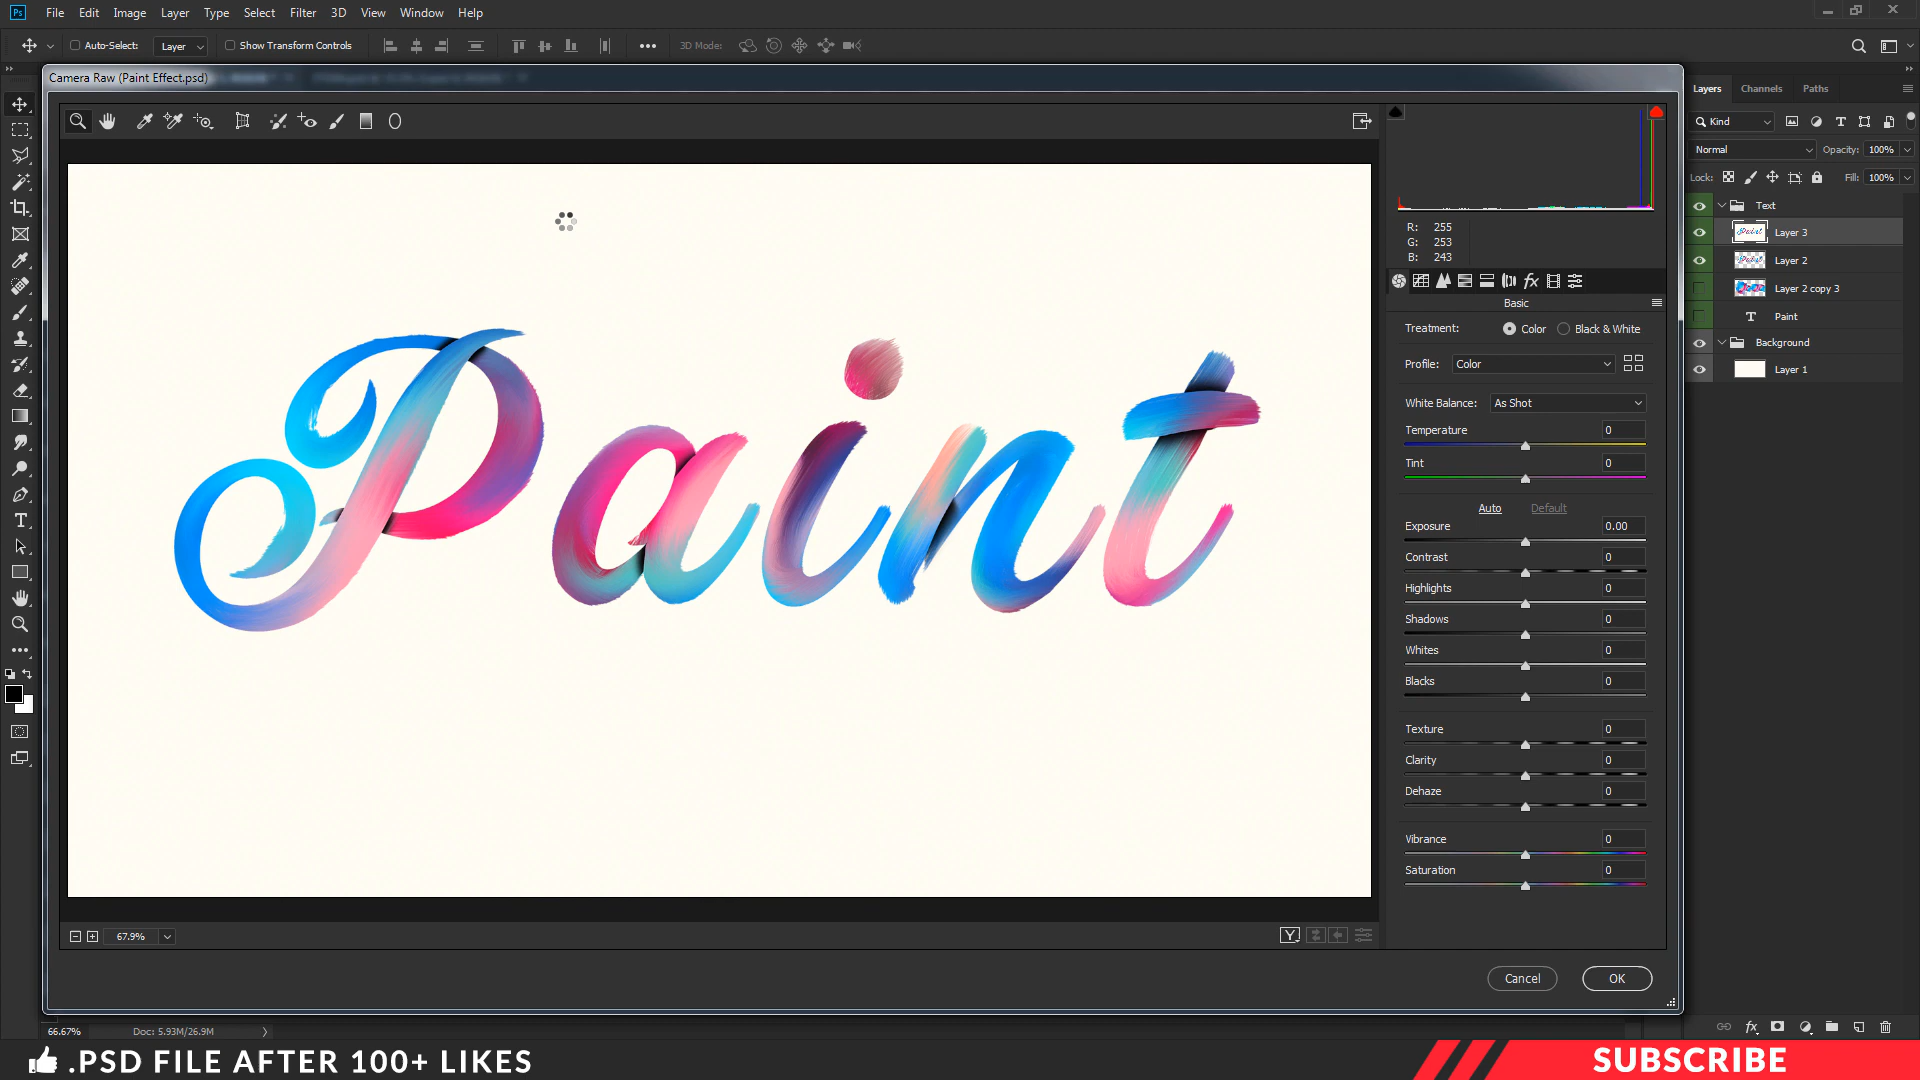 Ps File Edit Image Layer Type Select Filter 3D View Window Help
Auto-Select: Layer Show Transform Controls 3D Mode:
Camera Raw (Paint Effect.psd)
Paint
67.9%
R: 255
G: 253
B: 243
Basic
Treatment: Color Black & White
Profile: Color
White Balance: As Shot
Temperature 0
Tint 0
Auto Default
Exposure 0.00
Contrast 0
Highlights 0
Shadows 0
Whites 0
Blacks 0
Texture 0
Clarity 0
Dehaze 0
Vibrance 0
Saturation 0
Cancel OK
Layers Channels Paths
Kind
Normal Opacity: 100%
Lock: Fill: 100%
Text
Layer 3
Layer 2
Layer 2 copy 3
Paint
Background
Layer 1
66.67% Doc: 5.93M/26.9M
.PSD FILE AFTER 100+ LIKES
SUBSCRIBE